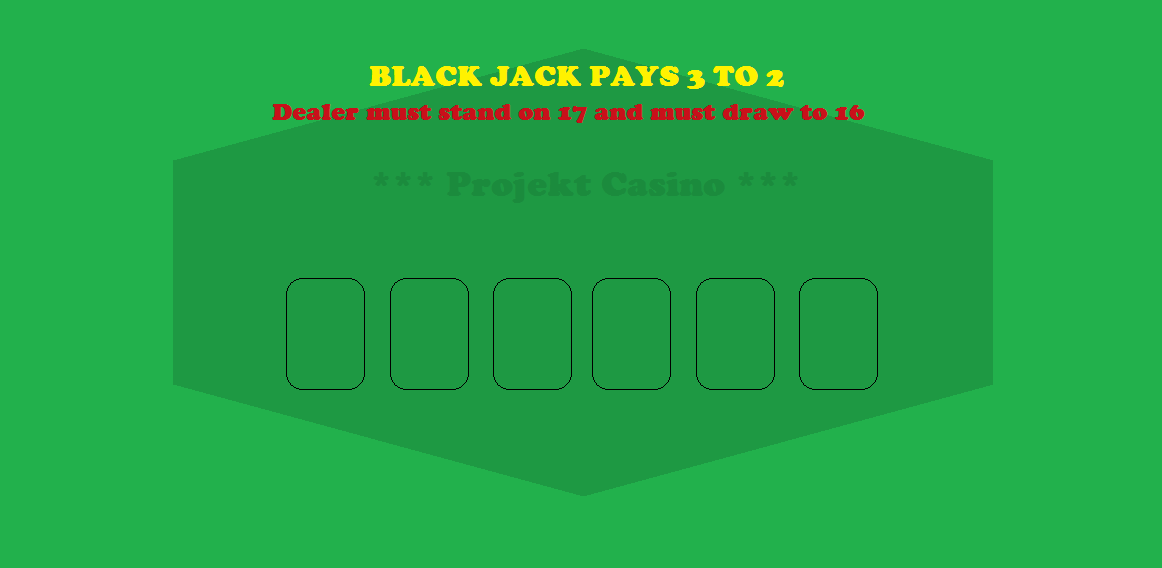 BLACK JACK PAYS 3 TO 2
Dealer must stand on 17 and must draw to 16
*** Projekt Casino ***